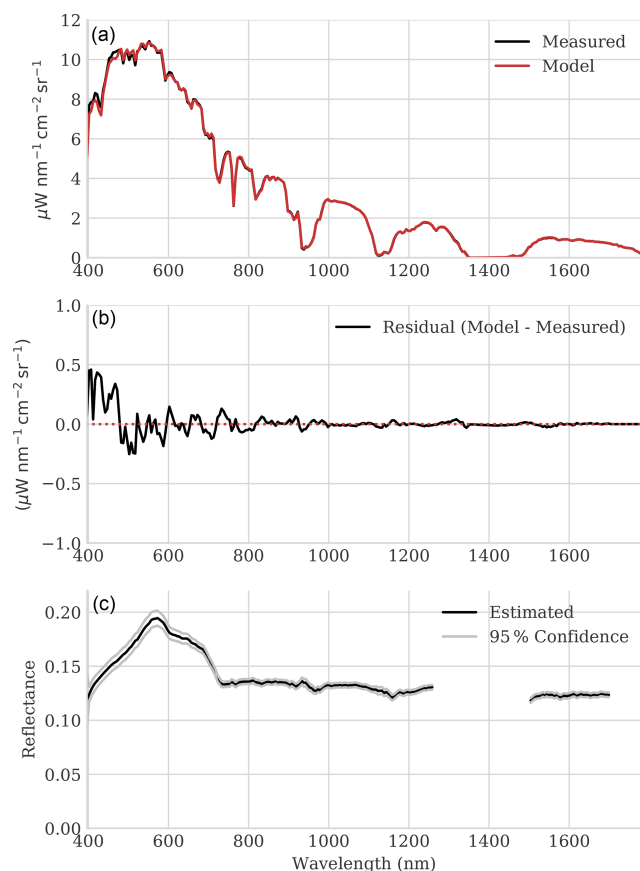 (a)
Measured
Model
12
10
8
6
4
2
0
μW nm⁻¹ cm⁻² sr⁻¹
400 600 800 1000 1200 1400 1600
(b)
Residual (Model - Measured)
1.0
0.5
0.0
−0.5
−1.0
(μW nm⁻¹ cm⁻² sr⁻¹)
400 600 800 1000 1200 1400 1600
(c)
Estimated
95 % Confidence
0.20
0.15
0.10
0.05
0.00
Reflectance
400 600 800 1000 1200 1400 1600
Wavelength (nm)